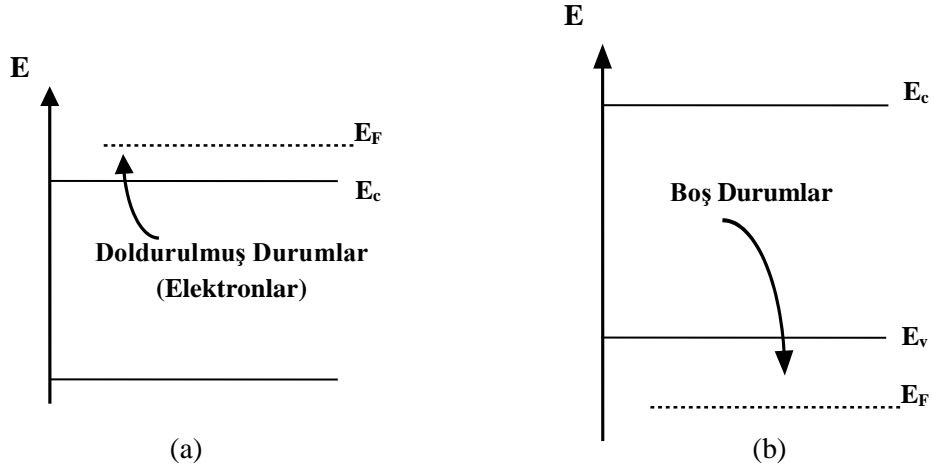 E
E_F
E_c
Doldurulmuş Durumlar
(Elektronlar)
(a)
E
E_c
Boş Durumlar
E_v
E_F
(b)